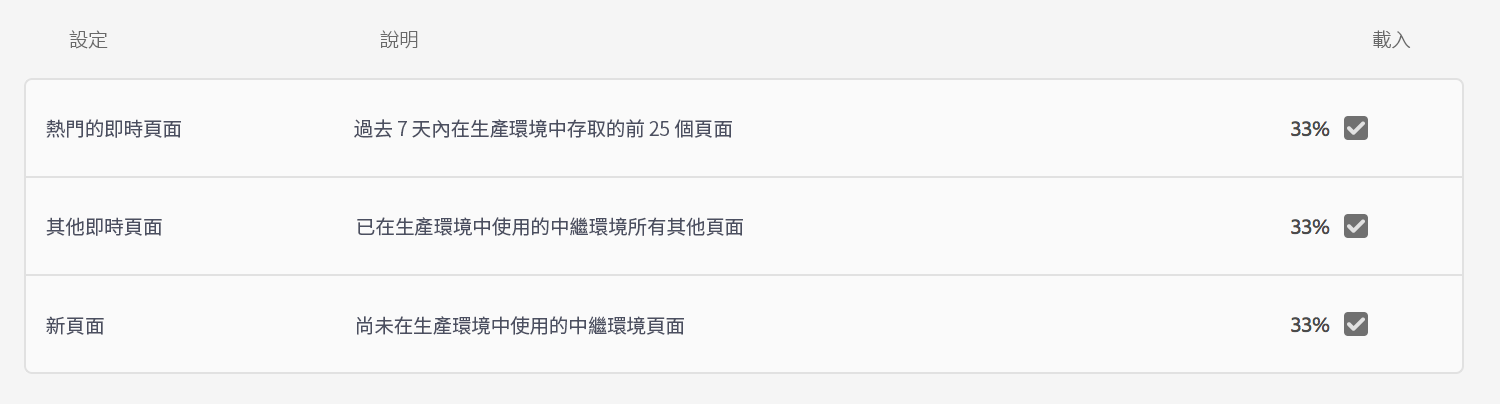 設定 說明 載入
熱門的即時頁面 過去 7 天內在生產環境中存取的前 25 個頁面 33%
其他即時頁面 已在生產環境中使用的中繼環境所有其他頁面 33%
新頁面 尚未在生產環境中使用的中繼環境頁面 33%